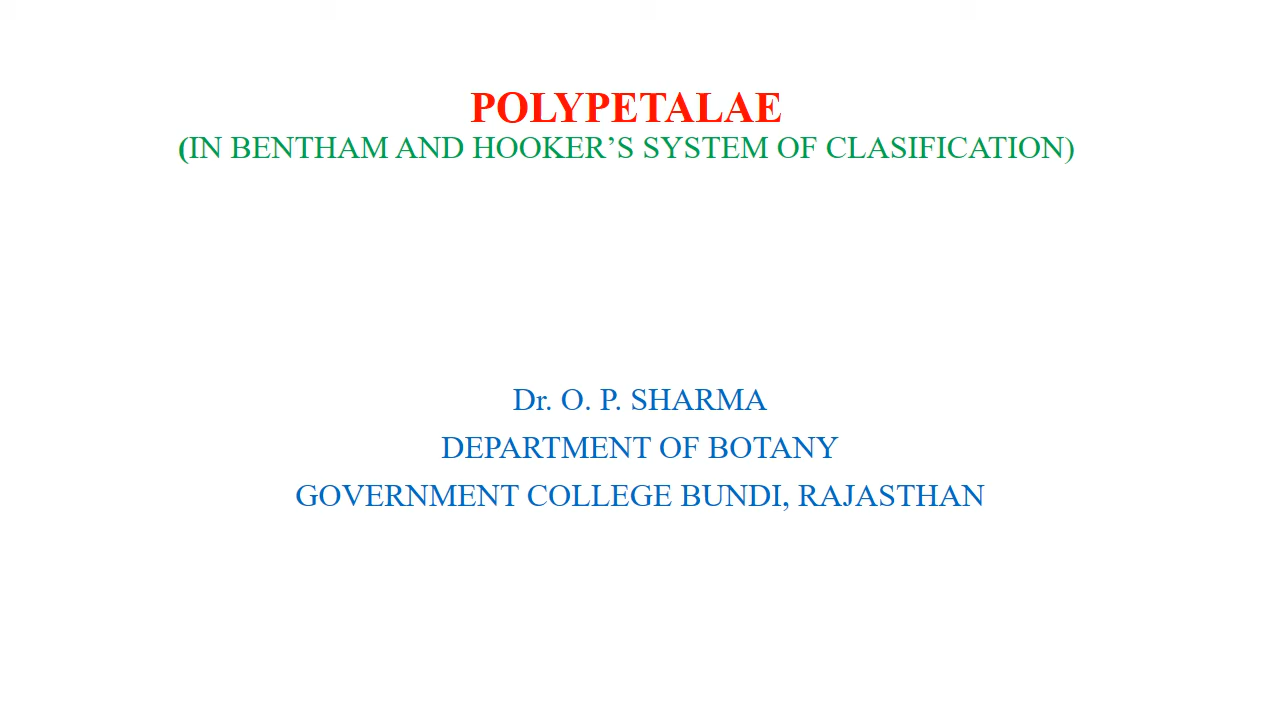 POLYPETALAE
(IN BENTHAM AND HOOKER’S SYSTEM OF CLASIFICATION)
Dr. O. P. SHARMA
DEPARTMENT OF BOTANY
GOVERNMENT COLLEGE BUNDI, RAJASTHAN